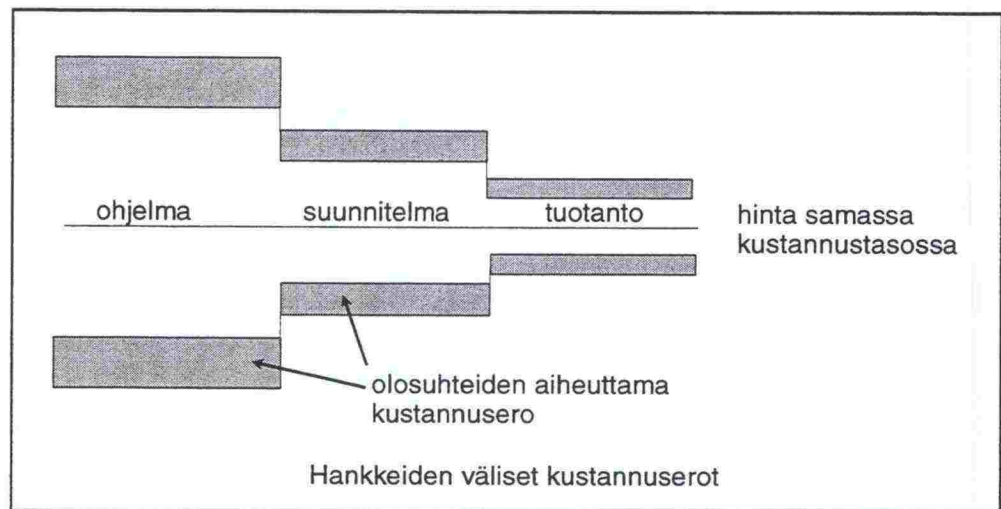 ohjelma
suunnitelma
tuotanto
hinta samassa
kustannustasossa
olosuhteiden aiheuttama
kustannusero
Hankkeiden väliset kustannuserot